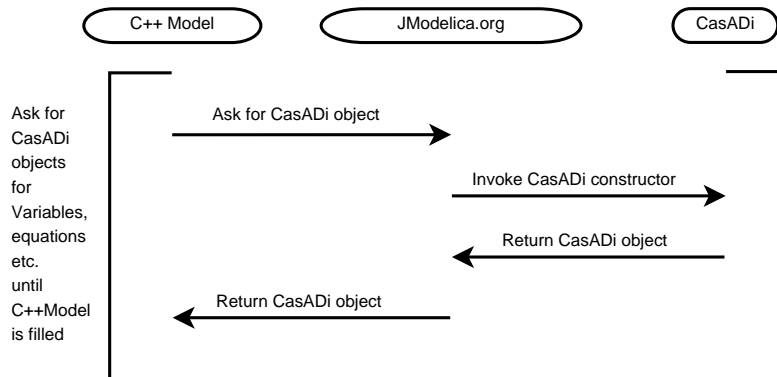 C++ Model
JModelica.org
CasADi
Ask for
CasADi
objects
for
Variables,
equations
etc.
until
C++Model
is filled
Ask for CasADi object
Invoke CasADi constructor
Return CasADi object
Return CasADi object